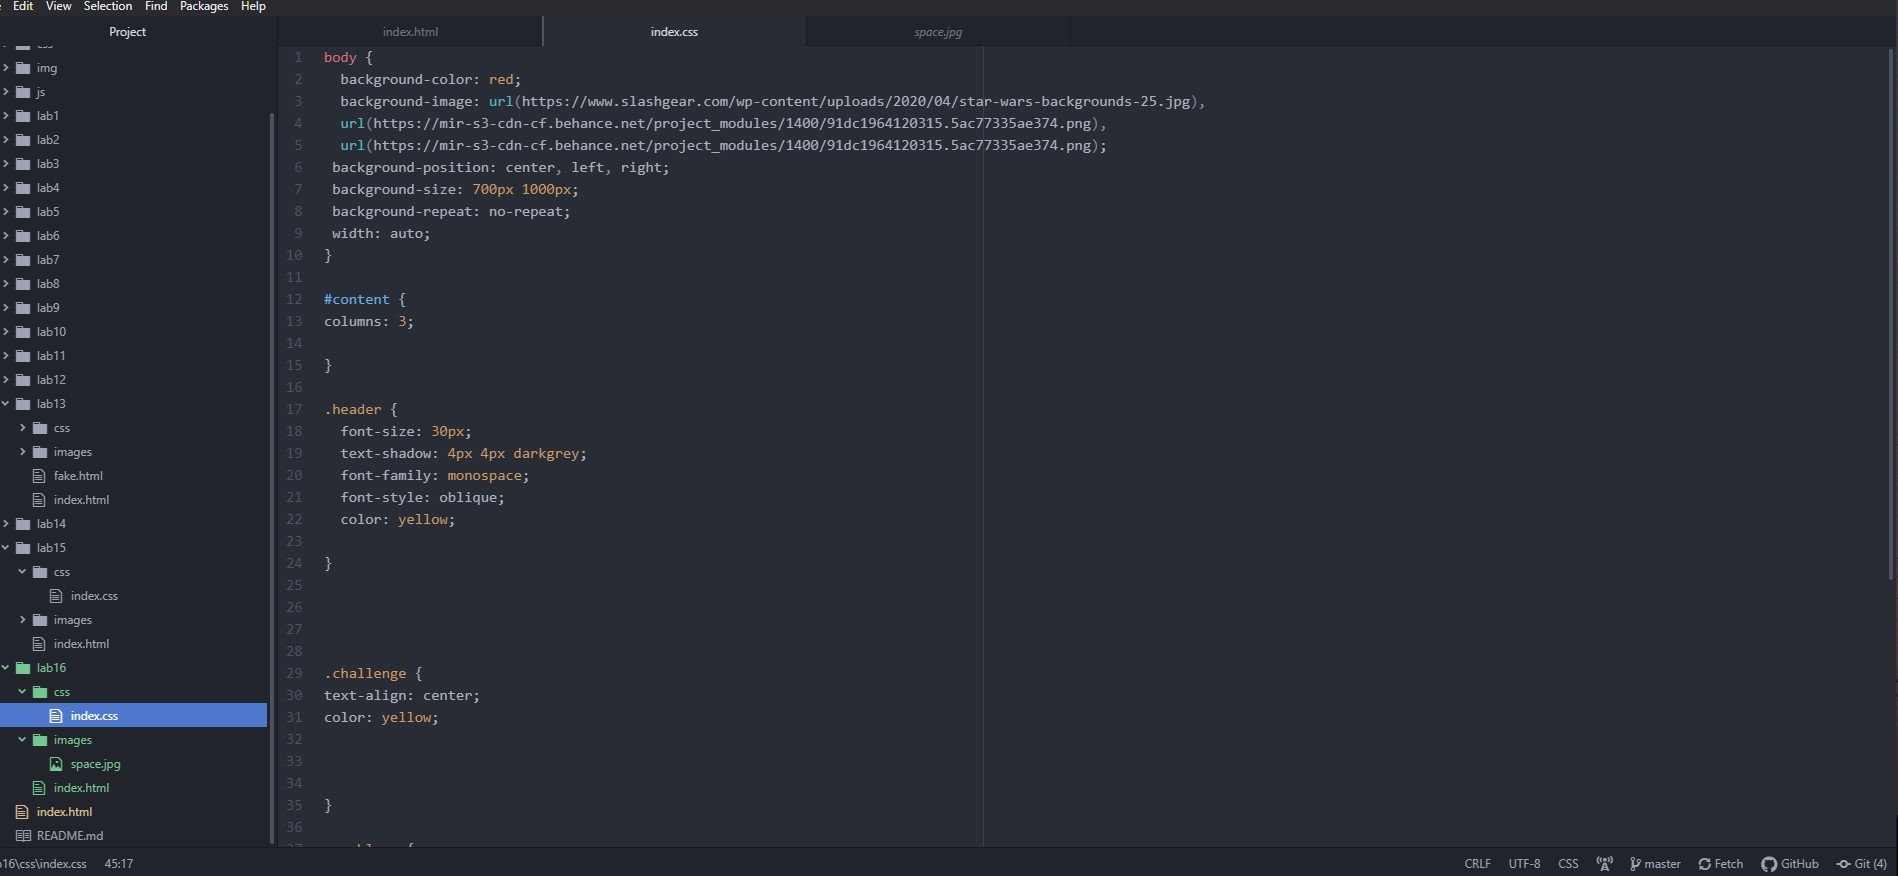 Edit View Selection Find Packages Help
Project
index.html
index.css
space.jpg
css
img
js
lab1
lab2
lab3
lab4
lab5
lab6
lab7
lab8
lab9
lab10
lab11
lab12
lab13
css
images
fake.html
index.html
lab14
lab15
css
index.css
images
index.html
lab16
css
index.css
images
space.jpg
index.html
index.html
README.md
1 body {
2 background-color: red;
3 background-image: url(https://www.slashgear.com/wp-content/uploads/2020/04/star-wars-backgrounds-25.jpg),
4 url(https://mir-s3-cdn-cf.behance.net/project_modules/1400/91dc1964120315.5ac77335ae374.png),
5 url(https://mir-s3-cdn-cf.behance.net/project_modules/1400/91dc1964120315.5ac77335ae374.png);
6 background-position: center, left, right;
7 background-size: 700px 1000px;
8 background-repeat: no-repeat;
9 width: auto;
10 }
11
12 #content {
13 columns: 3;
14
15 }
16
17 .header {
18 font-size: 30px;
19 text-shadow: 4px 4px darkgrey;
20 font-family: monospace;
21 font-style: oblique;
22 color: yellow;
23
24 }
25
26
27
28
29 .challenge {
30 text-align: center;
31 color: yellow;
32
33
34
35 }
36
16\css\index.css 45:17
CRLF UTF-8 CSS master Fetch GitHub Git (4)